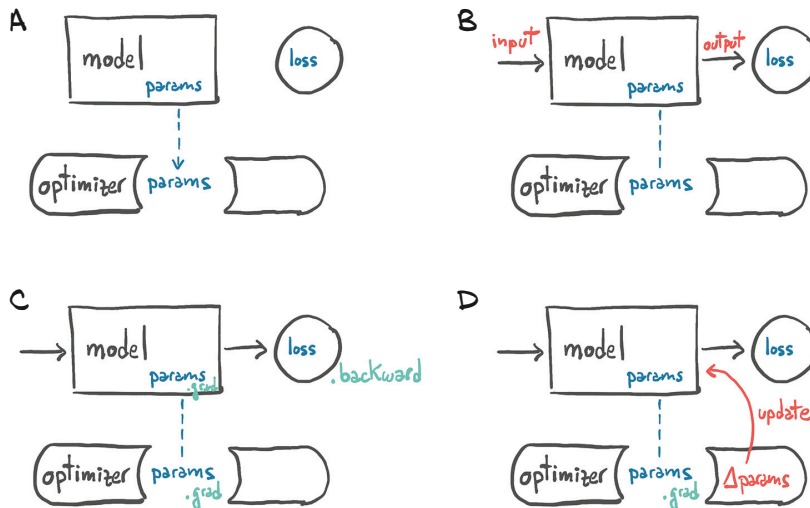 A
model
params
loss
optimizer
params
B
input
output
model
params
loss
optimizer
params
C
model
params
.grad
loss
.backward
optimizer
params
.grad
D
model
params
loss
update
optimizer
params
.grad
Δparams